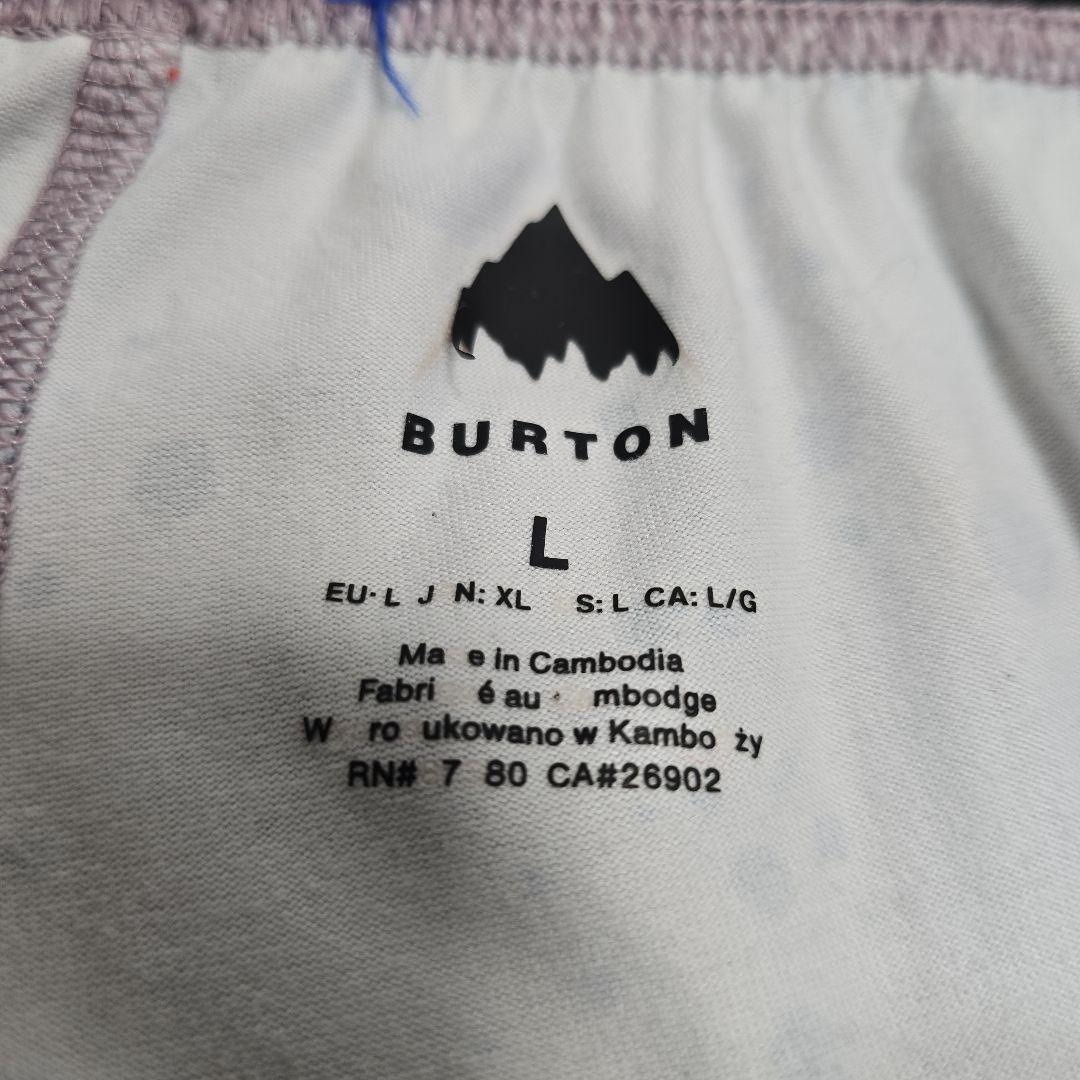 BURTON
L
EU: L J N: XL S: L CA: L/G
Ma e in Cambodia
Fabri é au mbodge
W ro ukowano w Kambo ży
RN# 7 80 CA#26902